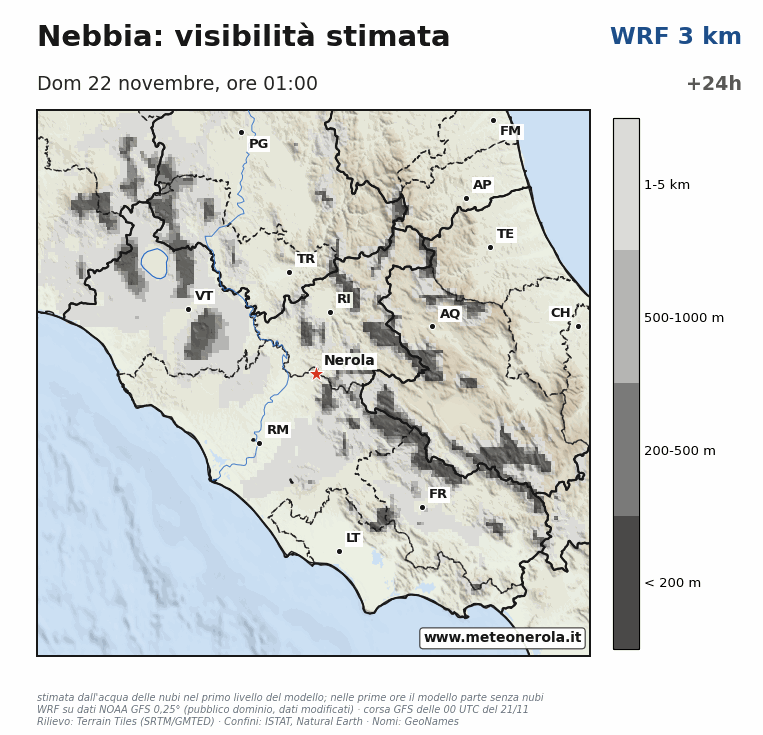 Nebbia: visibilità stimata
WRF 3 km
Dom 22 novembre, ore 01:00
+24h
FM
PG
AP
TE
TR
VT
RI
AQ
CH
Nerola
RM
FR
LT
www.meteonerola.it
1-5 km
500-1000 m
200-500 m
< 200 m
stimata dall'acqua delle nubi nel primo livello del modello; nelle prime ore il modello parte senza nubi
WRF su dati NOAA GFS 0,25° (pubblico dominio, dati modificati) · corsa GFS delle 00 UTC del 21/11
Rilievo: Terrain Tiles (SRTM/GMTED) · Confini: ISTAT, Natural Earth · Nomi: GeoNames